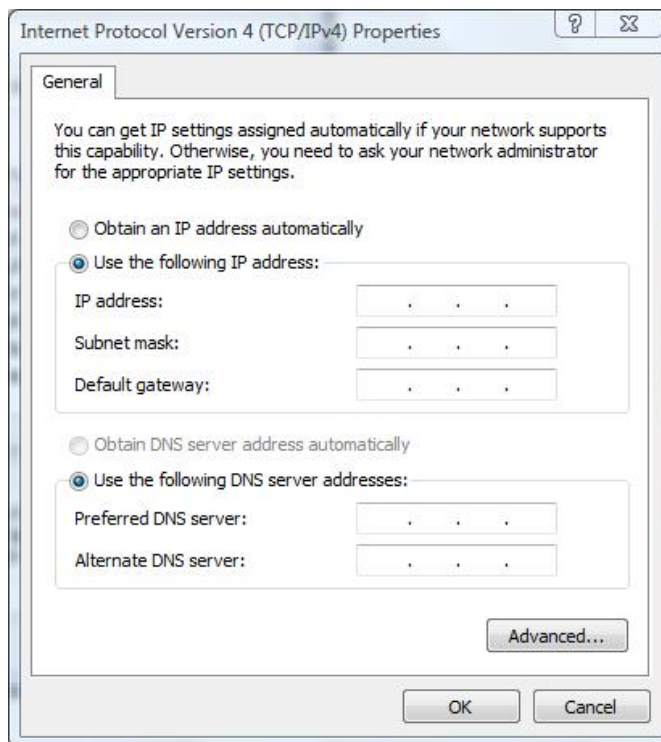 Internet Protocol Version 4 (TCP/IPv4) Properties
General
You can get IP settings assigned automatically if your network supports
this capability. Otherwise, you need to ask your network administrator
for the appropriate IP settings.
Obtain an IP address automatically
Use the following IP address:
IP address: . . .
Subnet mask: . . .
Default gateway: . . .
Obtain DNS server address automatically
Use the following DNS server addresses:
Preferred DNS server: . . .
Alternate DNS server: . . .
Advanced...
OK Cancel